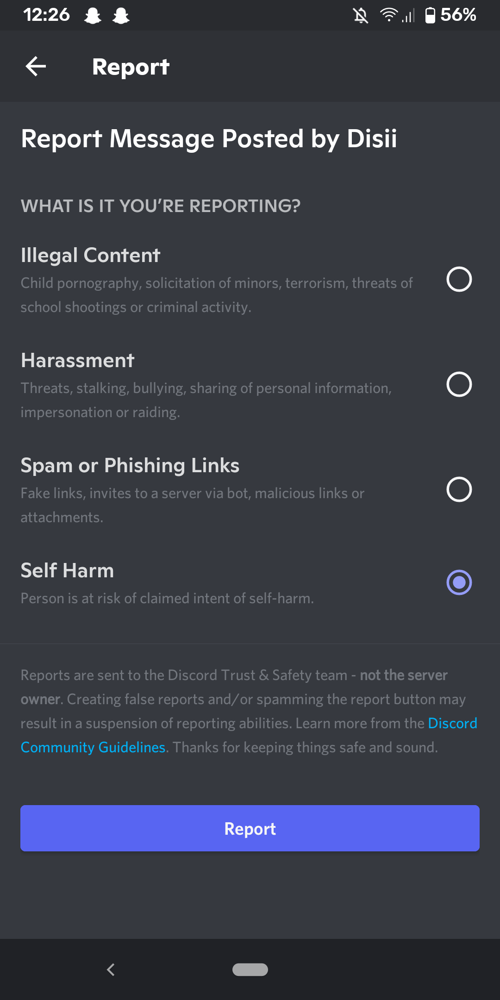 12:26
56%
Report
Report Message Posted by Disii
WHAT IS IT YOU’RE REPORTING?
Illegal Content
Child pornography, solicitation of minors, terrorism, threats of
school shootings or criminal activity.
Harassment
Threats, stalking, bullying, sharing of personal information,
impersonation or raiding.
Spam or Phishing Links
Fake links, invites to a server via bot, malicious links or
attachments.
Self Harm
Person is at risk of claimed intent of self-harm.
Reports are sent to the Discord Trust & Safety team - not the server
owner. Creating false reports and/or spamming the report button may
result in a suspension of reporting abilities. Learn more from the Discord
Community Guidelines. Thanks for keeping things safe and sound.
Report